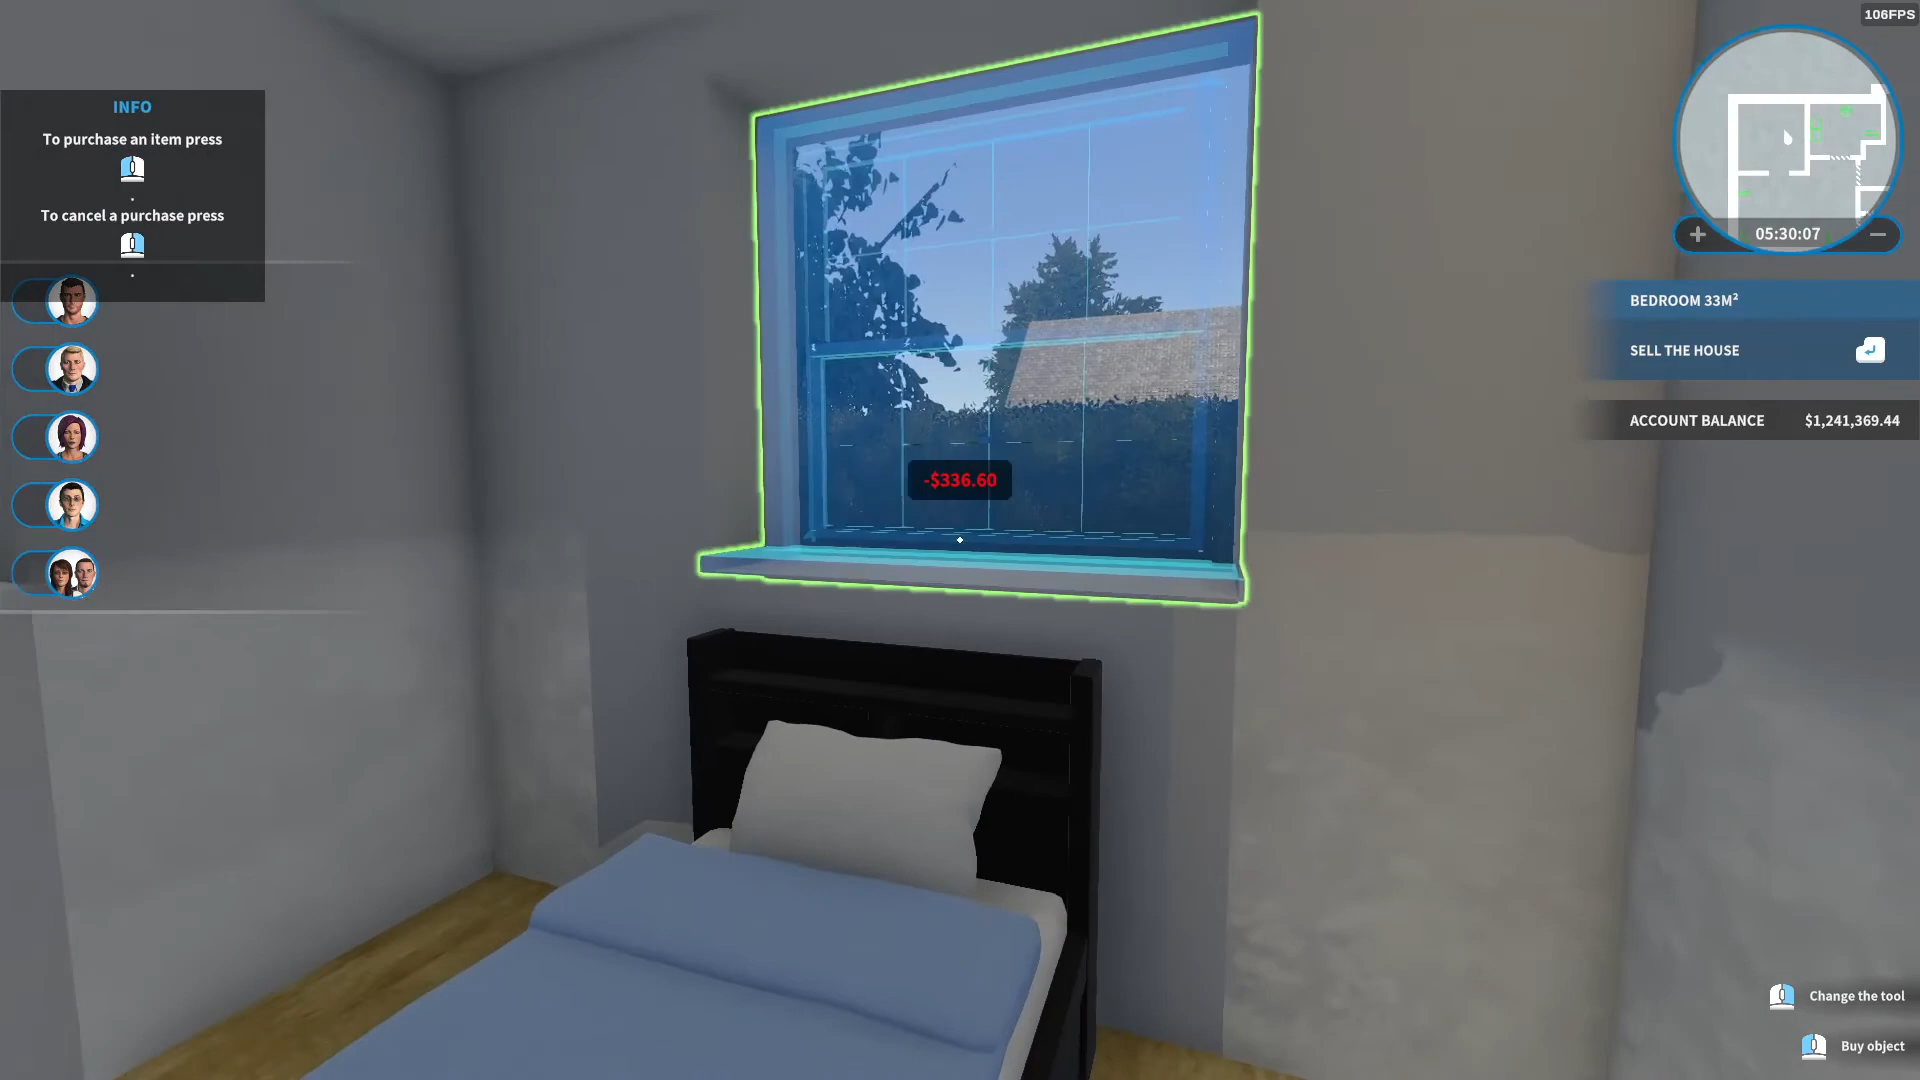 106FPS
INFO
To purchase an item press
.
To cancel a purchase press
.
05:30:07
BEDROOM 33M²
SELL THE HOUSE
ACCOUNT BALANCE $1,241,369.44
-$336.60
Change the tool
Buy object